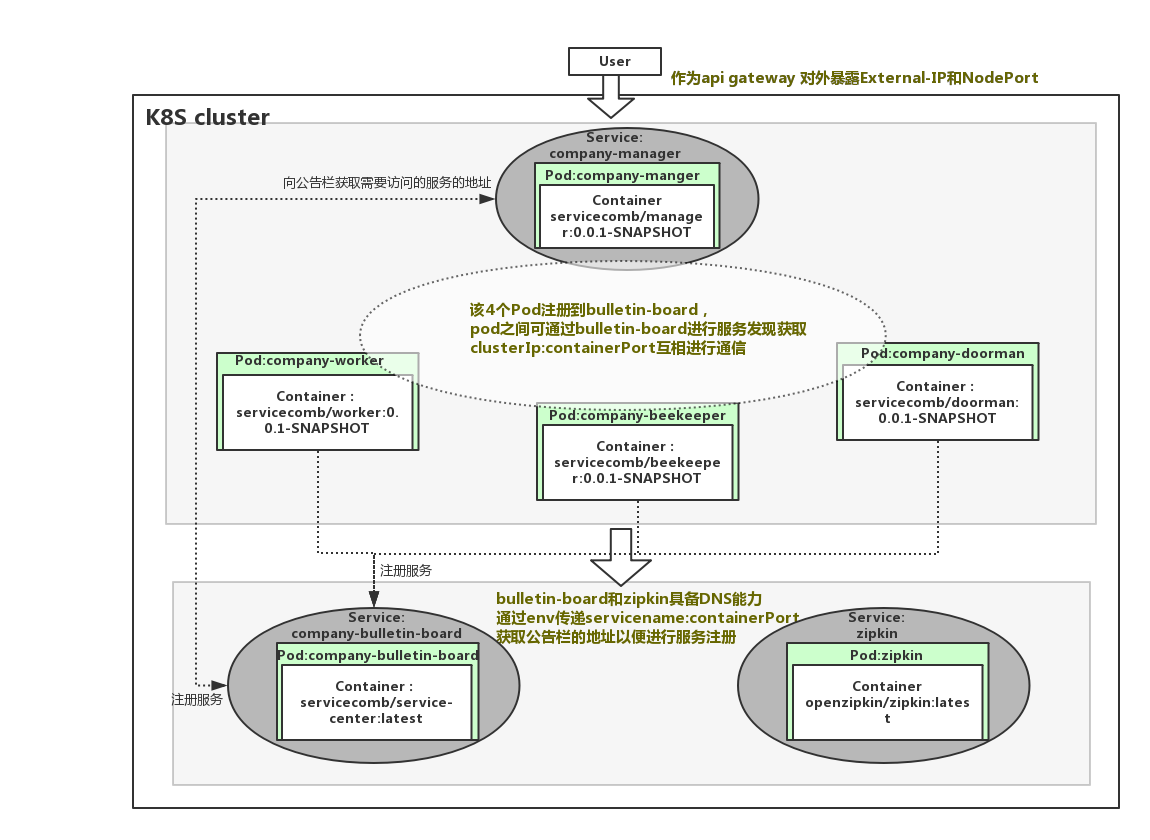 User
作为api gateway 对外暴露External-IP和NodePort
K8S cluster
Service:
company-manager
Pod:company-manger
Container
servicecomb/manage
r:0.0.1-SNAPSHOT
向公告栏获取需要访问的服务的地址
该4个Pod注册到bulletin-board，
pod之间可通过bulletin-board进行服务发现获取
clusterIp:containerPort互相进行通信
Pod:company-worker
Container :
servicecomb/worker:0.
0.1-SNAPSHOT
Pod:company-beekeeper
Container :
servicecomb/beekeepe
r:0.0.1-SNAPSHOT
Pod:company-doorman
Container :
servicecomb/doorman:
0.0.1-SNAPSHOT
注册服务
bulletin-board和zipkin具备DNS能力
通过env传递servicename:containerPort
获取公告栏的地址以便进行服务注册
Service:
company-bulletin-board
Pod:company-bulletin-board
Container :
servicecomb/service-
center:latest
注册服务
Service:
zipkin
Pod:zipkin
Container
openzipkin/zipkin:lates
t